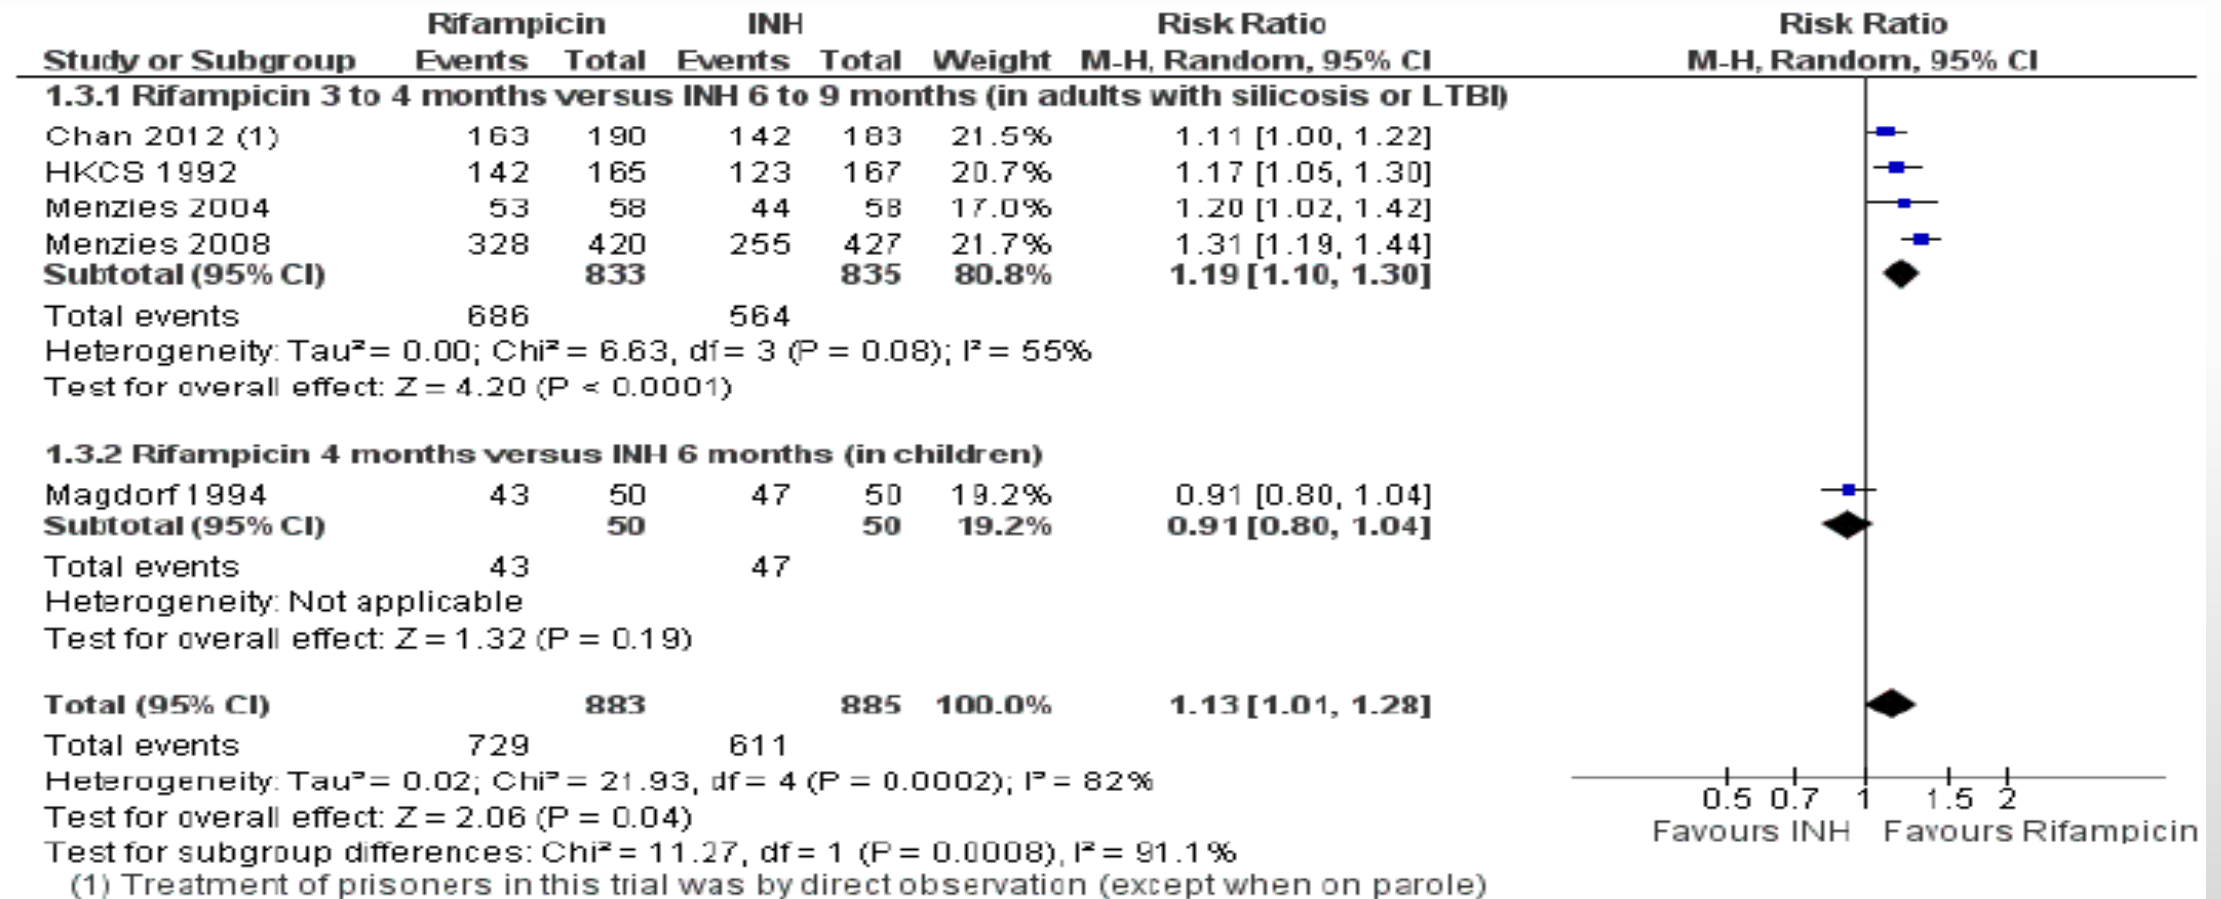 Rifampicin INH Risk Ratio Risk Ratio
Study or Subgroup Events Total Events Total Weight M-H, Random, 95% CI M-H, Random, 95% CI
1.3.1 Rifampicin 3 to 4 months versus INH 6 to 9 months (in adults with silicosis or LTBI)
Chan 2012 (1) 163 190 142 183 21.5% 1.11 [1.00, 1.22]
HKCS 1992 142 165 123 167 20.7% 1.17 [1.05, 1.30]
Menzies 2004 53 58 44 58 17.0% 1.20 [1.02, 1.42]
Menzies 2008 328 420 255 427 21.7% 1.31 [1.19, 1.44]
Subtotal (95% CI) 833 835 80.8% 1.19 [1.10, 1.30]
Total events 686 564
Heterogeneity: Tau² = 0.00; Chi² = 6.63, df = 3 (P = 0.08); I² = 55%
Test for overall effect: Z = 4.20 (P < 0.0001)
1.3.2 Rifampicin 4 months versus INH 6 months (in children)
Magdorf 1994 43 50 47 50 19.2% 0.91 [0.80, 1.04]
Subtotal (95% CI) 50 50 19.2% 0.91 [0.80, 1.04]
Total events 43 47
Heterogeneity: Not applicable
Test for overall effect: Z = 1.32 (P = 0.19)
Total (95% CI) 883 885 100.0% 1.13 [1.01, 1.28]
Total events 729 611
Heterogeneity: Tau² = 0.02; Chi² = 21.93, df = 4 (P = 0.0002); I² = 82%
Test for overall effect: Z = 2.06 (P = 0.04)
Test for subgroup differences: Chi² = 11.27, df = 1 (P = 0.0008), I² = 91.1%
(1) Treatment of prisoners in this trial was by direct observation (except when on parole)
0.5 0.7 1 1.5 2
Favours INH Favours Rifampicin